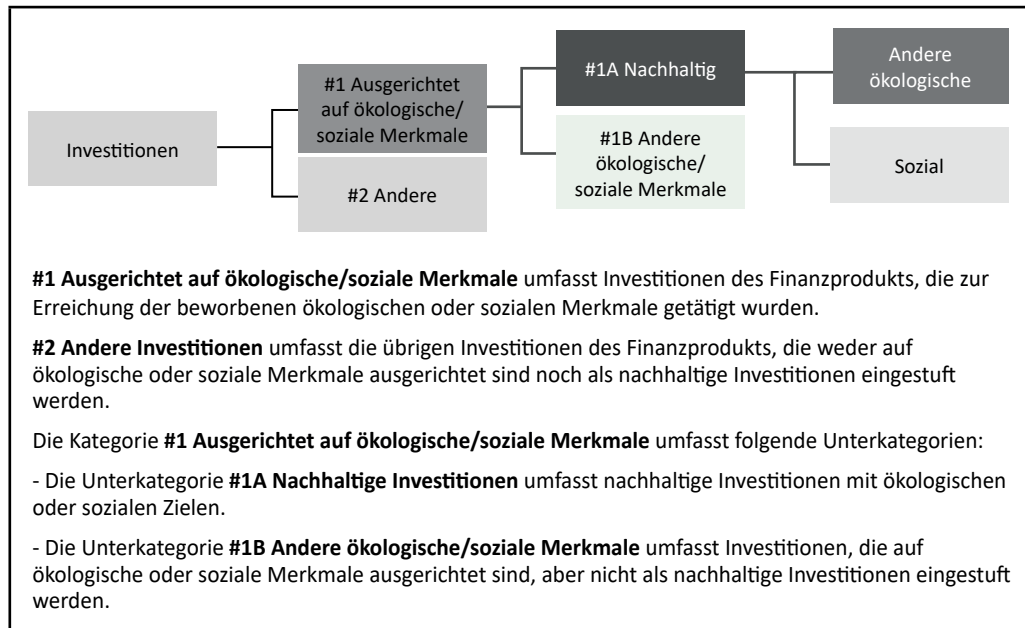 Investitionen
#1 Ausgerichtet
auf ökologische/
soziale Merkmale
#2 Andere
#1A Nachhaltig
#1B Andere
ökologische/
soziale Merkmale
Andere
ökologische
Sozial
#1 Ausgerichtet auf ökologische/soziale Merkmale umfasst Investitionen des Finanzprodukts, die zur
Erreichung der beworbenen ökologischen oder sozialen Merkmale getätigt wurden.
#2 Andere Investitionen umfasst die übrigen Investitionen des Finanzprodukts, die weder auf
ökologische oder soziale Merkmale ausgerichtet sind noch als nachhaltige Investitionen eingestuft
werden.
Die Kategorie #1 Ausgerichtet auf ökologische/soziale Merkmale umfasst folgende Unterkategorien:
- Die Unterkategorie #1A Nachhaltige Investitionen umfasst nachhaltige Investitionen mit ökologischen
oder sozialen Zielen.
- Die Unterkategorie #1B Andere ökologische/soziale Merkmale umfasst Investitionen, die auf
ökologische oder soziale Merkmale ausgerichtet sind, aber nicht als nachhaltige Investitionen eingestuft
werden.